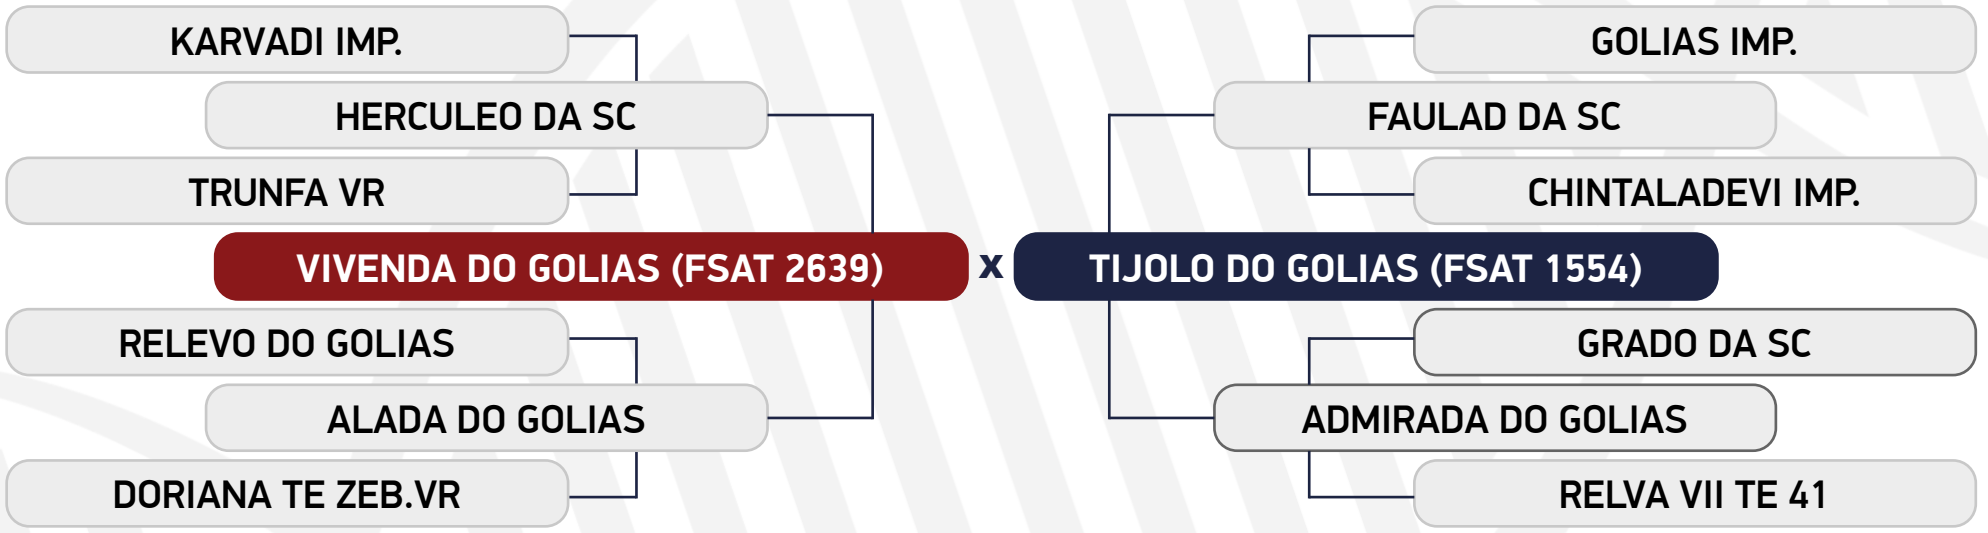 KARVADI IMP.
GOLIAS IMP.
HERCULEO DA SC
FAULAD DA SC
TRUNFA VR
CHINTALADEVI IMP.
VIVENDA DO GOLIAS (FSAT 2639) x TIJOLO DO GOLIAS (FSAT 1554)
RELEVO DO GOLIAS
GRADO DA SC
ALADA DO GOLIAS
ADMIRADA DO GOLIAS
DORIANA TE ZEB.VR
RELVA VII TE 41